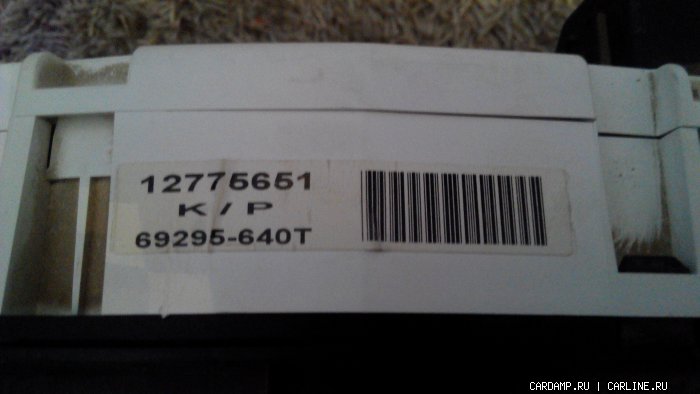 12775651
K / P
69295-640T
CARDAMP.RU | CARLINE.RU